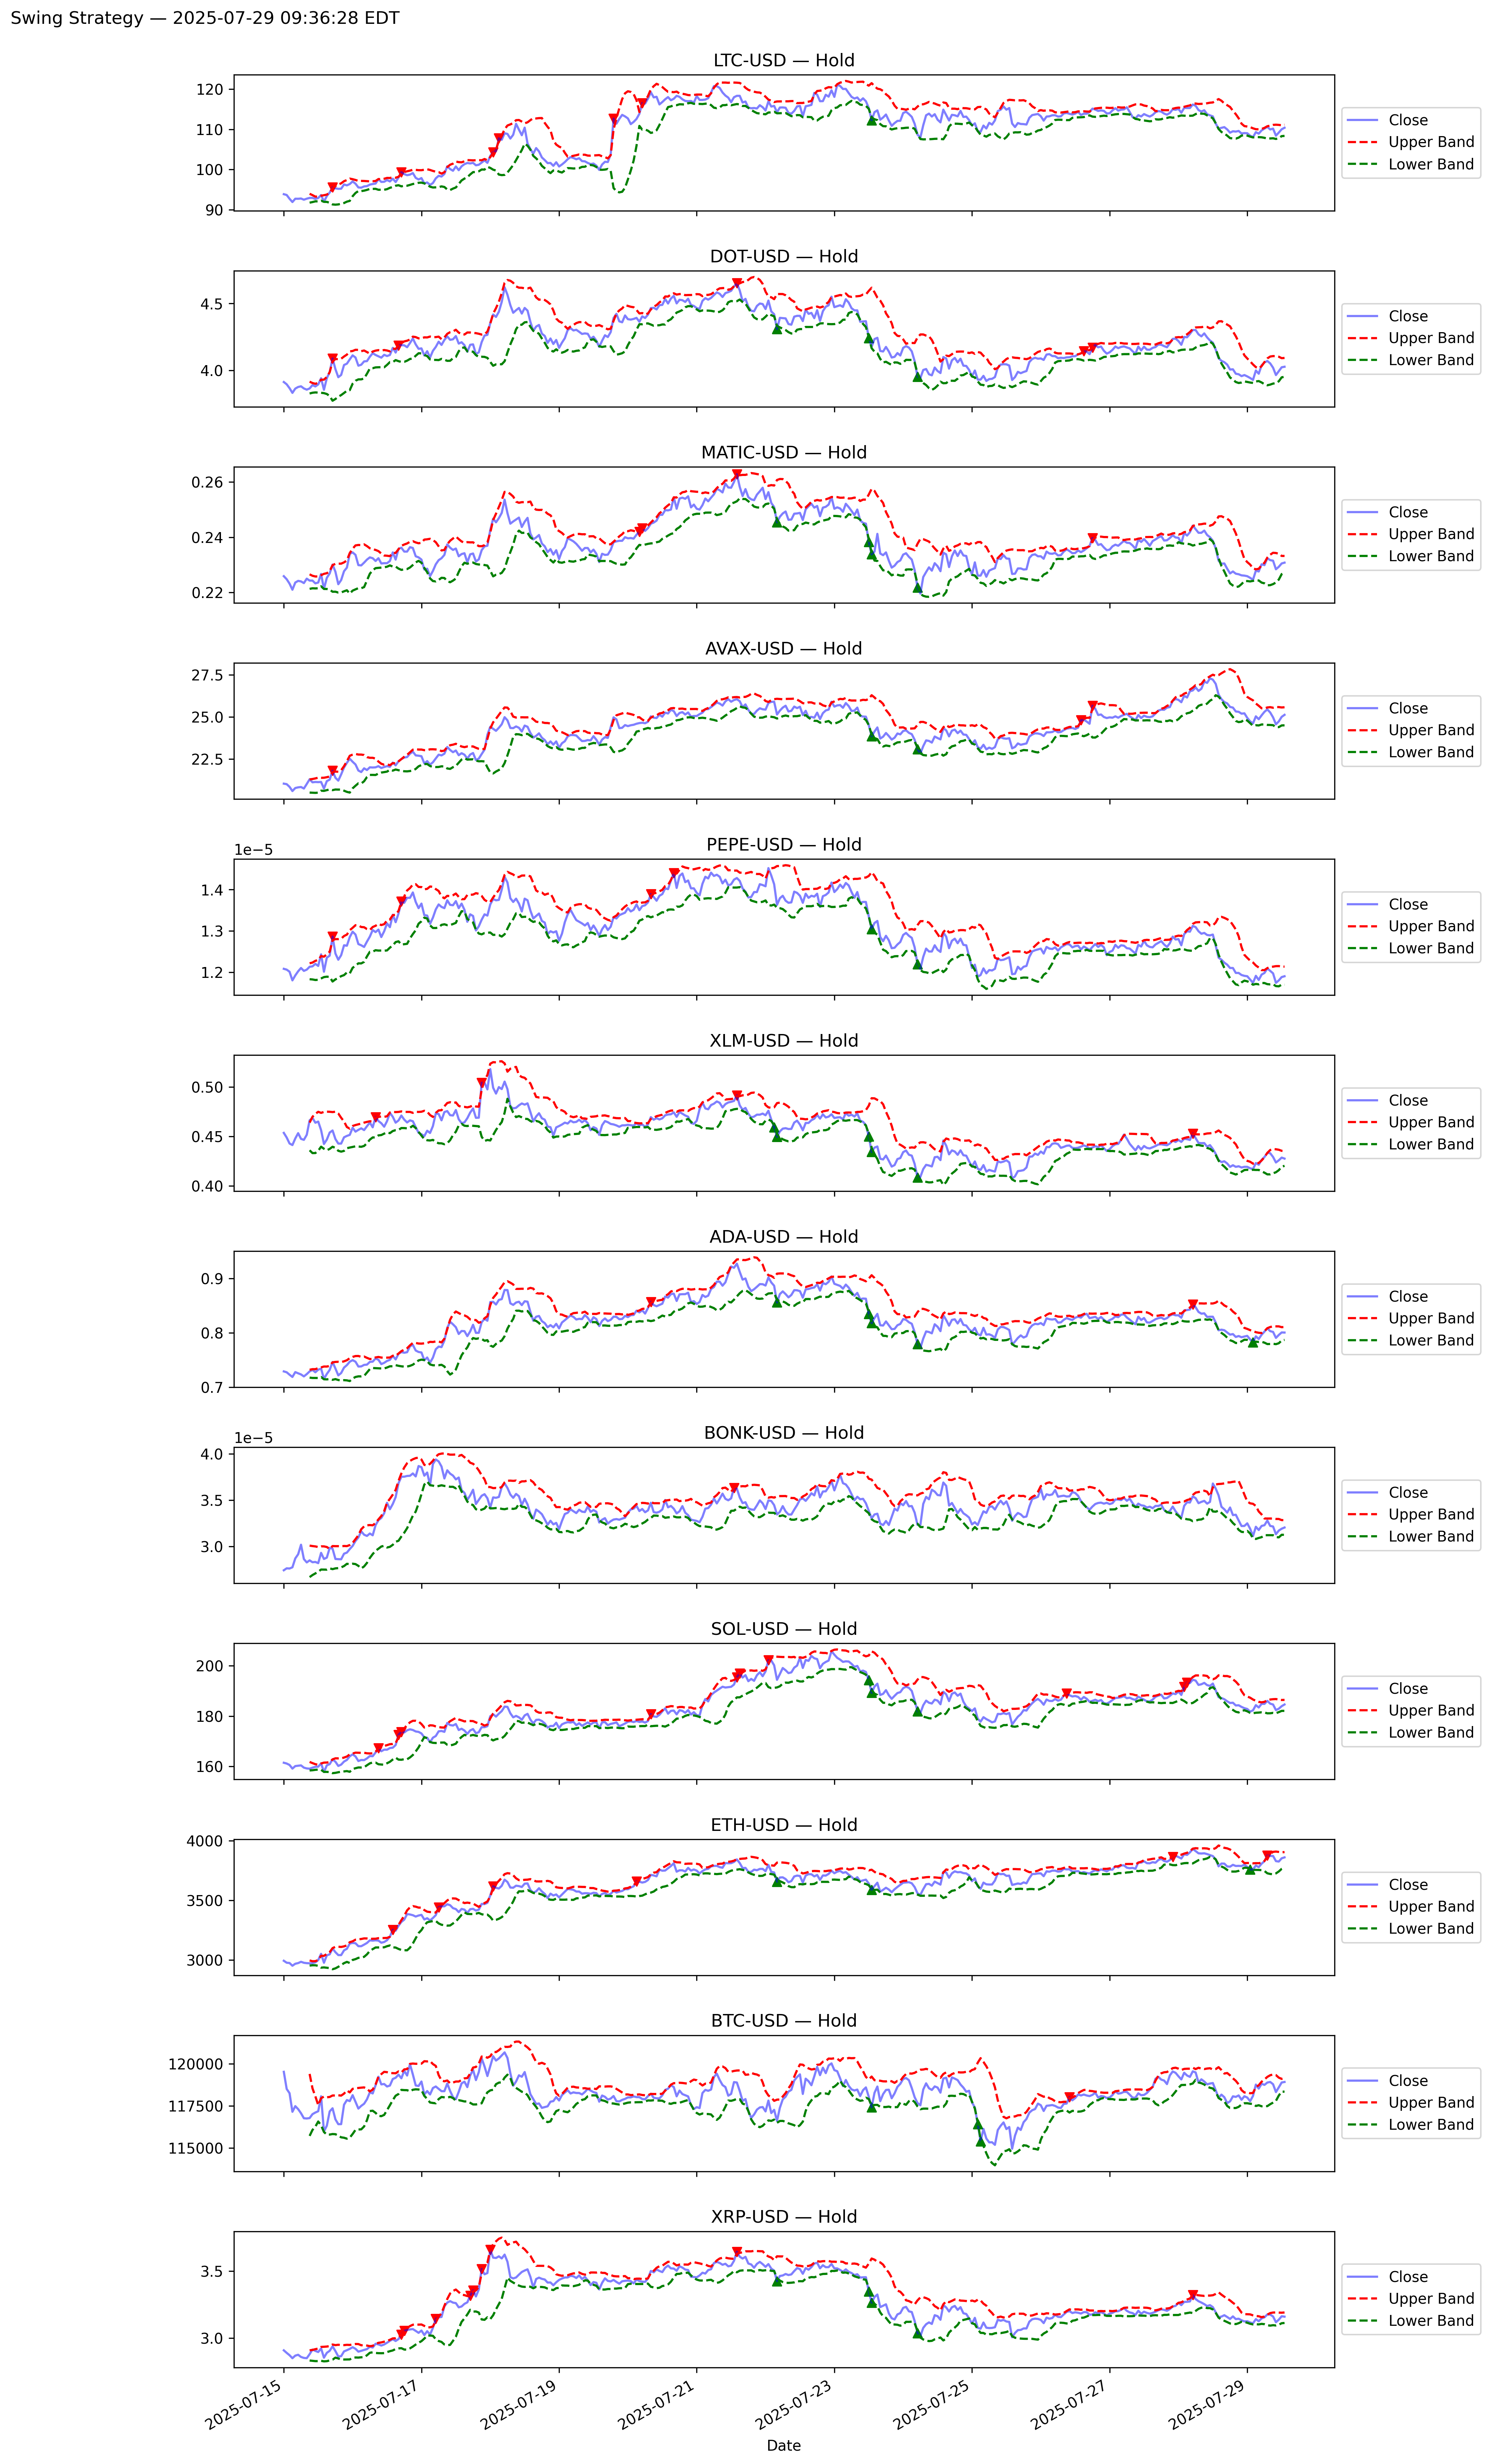 Swing Strategy — 2025-07-29 09:36:28 EDT
LTC-USD — Hold
120
110
100
90
Close
Upper Band
Lower Band
DOT-USD — Hold
4.5
4.0
Close
Upper Band
Lower Band
MATIC-USD — Hold
0.26
0.24
0.22
Close
Upper Band
Lower Band
AVAX-USD — Hold
27.5
25.0
22.5
Close
Upper Band
Lower Band
PEPE-USD — Hold
1e−5
1.4
1.3
1.2
Close
Upper Band
Lower Band
XLM-USD — Hold
0.50
0.45
0.40
Close
Upper Band
Lower Band
ADA-USD — Hold
0.9
0.8
0.7
Close
Upper Band
Lower Band
BONK-USD — Hold
1e−5
4.0
3.5
3.0
Close
Upper Band
Lower Band
SOL-USD — Hold
200
180
160
Close
Upper Band
Lower Band
ETH-USD — Hold
4000
3500
3000
Close
Upper Band
Lower Band
BTC-USD — Hold
120000
117500
115000
Close
Upper Band
Lower Band
XRP-USD — Hold
3.5
3.0
Close
Upper Band
Lower Band
2025-07-15
2025-07-17
2025-07-19
2025-07-21
2025-07-23
2025-07-25
2025-07-27
2025-07-29
Date